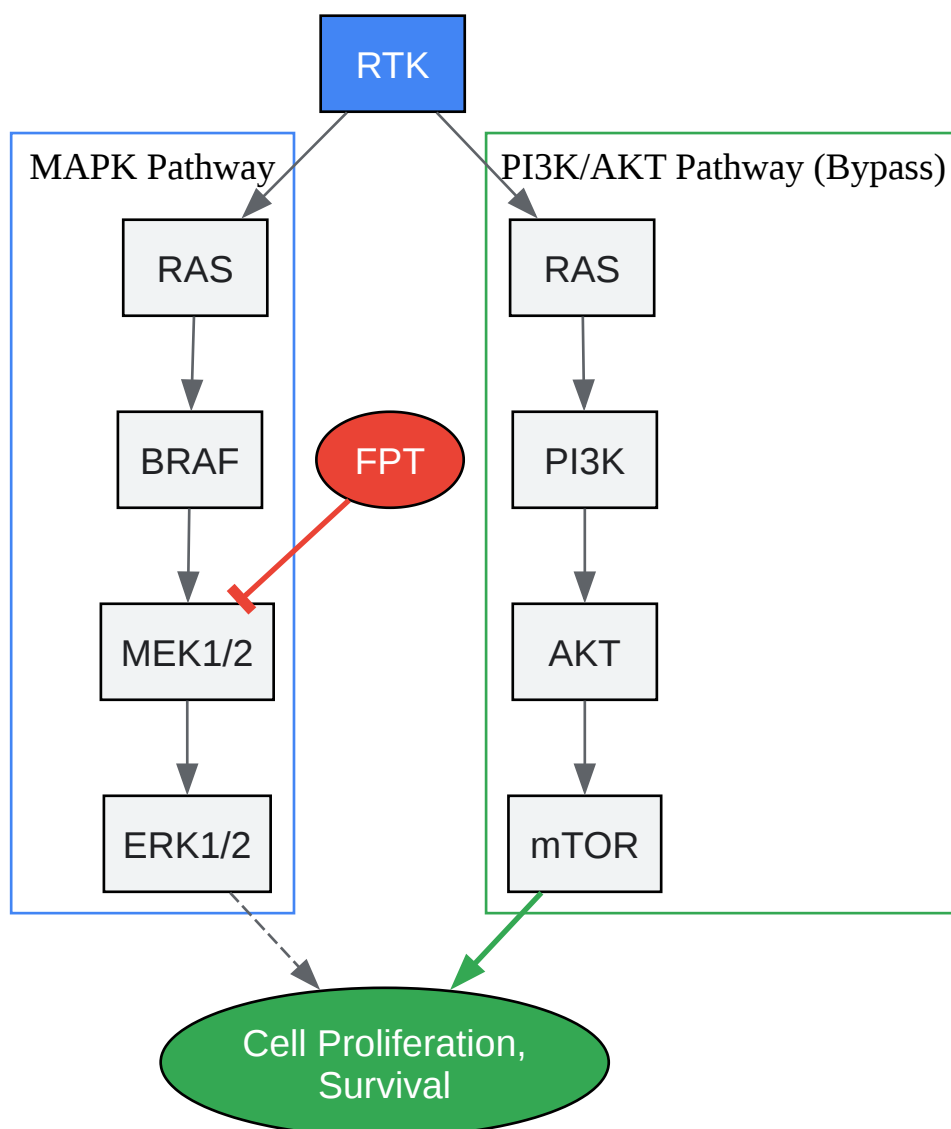 RTK
MAPK Pathway
PI3K/AKT Pathway (Bypass)
RAS
RAS
BRAF
FPT
PI3K
MEK1/2
AKT
ERK1/2
mTOR
Cell Proliferation,
Survival